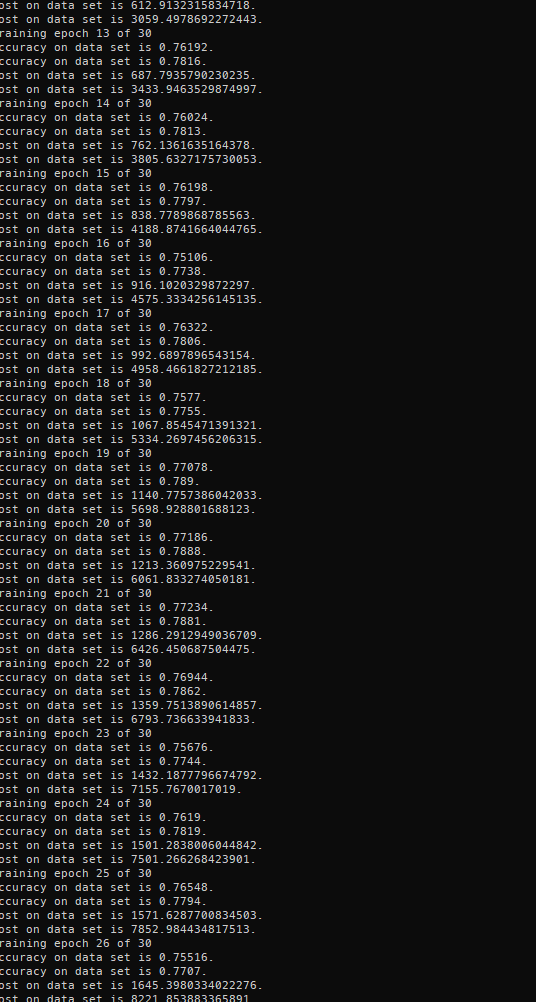 ost on data set is 612.9132315834718.
ost on data set is 3059.4978692272443.
raining epoch 13 of 30
ccuracy on data set is 0.76192.
ccuracy on data set is 0.7816.
ost on data set is 687.7935790230235.
ost on data set is 3433.9463529874997.
raining epoch 14 of 30
ccuracy on data set is 0.76024.
ccuracy on data set is 0.7813.
ost on data set is 762.1361635164378.
ost on data set is 3805.6327175730053.
raining epoch 15 of 30
ccuracy on data set is 0.76198.
ccuracy on data set is 0.7797.
ost on data set is 838.7789868785563.
ost on data set is 4188.8741664044765.
raining epoch 16 of 30
ccuracy on data set is 0.75106.
ccuracy on data set is 0.7738.
ost on data set is 916.1020329872297.
ost on data set is 4575.3334256145135.
raining epoch 17 of 30
ccuracy on data set is 0.76322.
ccuracy on data set is 0.7806.
ost on data set is 992.6897896543154.
ost on data set is 4958.4661827212185.
raining epoch 18 of 30
ccuracy on data set is 0.7577.
ccuracy on data set is 0.7755.
ost on data set is 1067.8545471391321.
ost on data set is 5334.2697456206315.
raining epoch 19 of 30
ccuracy on data set is 0.77078.
ccuracy on data set is 0.789.
ost on data set is 1140.7757386042033.
ost on data set is 5698.928801688123.
raining epoch 20 of 30
ccuracy on data set is 0.77186.
ccuracy on data set is 0.7888.
ost on data set is 1213.360975229541.
ost on data set is 6061.833274050181.
raining epoch 21 of 30
ccuracy on data set is 0.77234.
ccuracy on data set is 0.7881.
ost on data set is 1286.2912949036709.
ost on data set is 6426.450687504475.
raining epoch 22 of 30
ccuracy on data set is 0.76944.
ccuracy on data set is 0.7862.
ost on data set is 1359.7513890614857.
ost on data set is 6793.736633941833.
raining epoch 23 of 30
ccuracy on data set is 0.75676.
ccuracy on data set is 0.7744.
ost on data set is 1432.1877796674792.
ost on data set is 7155.7670017019.
raining epoch 24 of 30
ccuracy on data set is 0.7619.
ccuracy on data set is 0.7819.
ost on data set is 1501.2838006044842.
ost on data set is 7501.266268423901.
raining epoch 25 of 30
ccuracy on data set is 0.76548.
ccuracy on data set is 0.7794.
ost on data set is 1571.6287700834503.
ost on data set is 7852.984434817513.
raining epoch 26 of 30
ccuracy on data set is 0.75516.
ccuracy on data set is 0.7707.
ost on data set is 1645.3980334022276.
ost on data set is 8221.853883365891